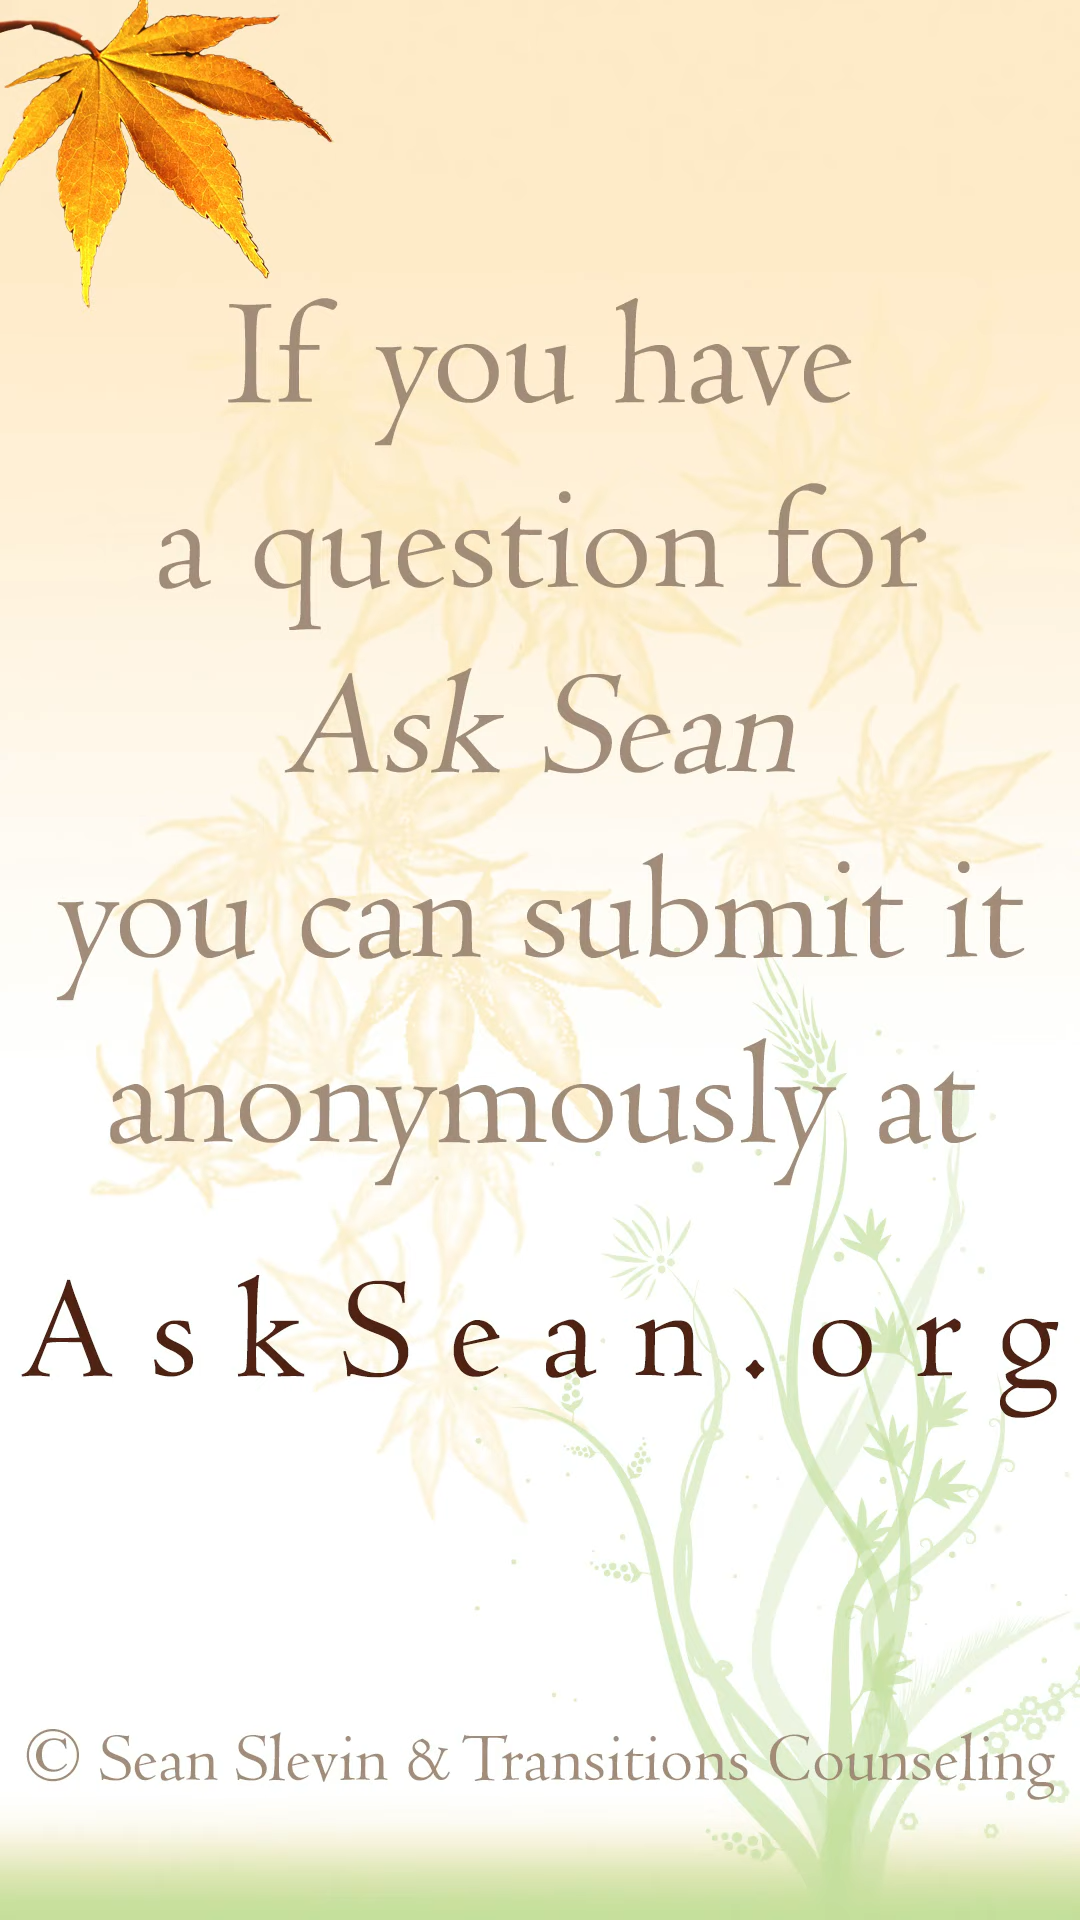 If you have
a question for
Ask Sean
you can submit it
anonymously at
AskSean.org
© Sean Slevin & Transitions Counseling